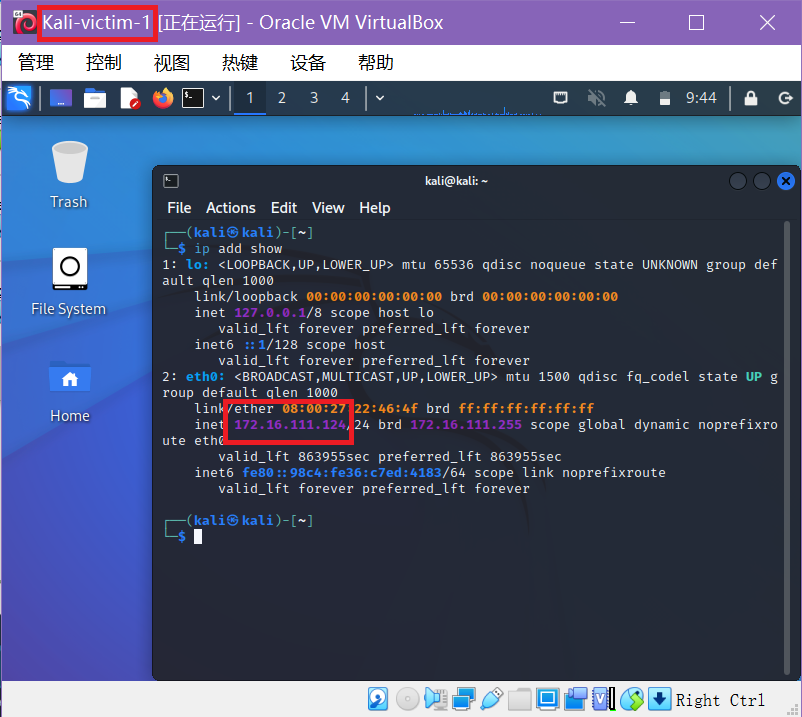 Kali-victim-1 [正在运行] - Oracle VM VirtualBox
管理 控制 视图 热键 设备 帮助
1 2 3 4 9:44
Trash
File System
Home
kali@kali: ~
File Actions Edit View Help
┌──(kali㉿kali)-[~]
└─$ ip add show
1: lo: <LOOPBACK,UP,LOWER_UP> mtu 65536 qdisc noqueue state UNKNOWN group def
ault qlen 1000
link/loopback 00:00:00:00:00:00 brd 00:00:00:00:00:00
inet 127.0.0.1/8 scope host lo
valid_lft forever preferred_lft forever
inet6 ::1/128 scope host
valid_lft forever preferred_lft forever
2: eth0: <BROADCAST,MULTICAST,UP,LOWER_UP> mtu 1500 qdisc fq_codel state UP g
roup default qlen 1000
link/ether 08:00:27:22:46:4f brd ff:ff:ff:ff:ff:ff
inet 172.16.111.124/24 brd 172.16.111.255 scope global dynamic noprefixro
ute eth0
valid_lft 863955sec preferred_lft 863955sec
inet6 fe80::98c4:fe36:c7ed:4183/64 scope link noprefixroute
valid_lft forever preferred_lft forever
┌──(kali㉿kali)-[~]
└─$
Right Ctrl